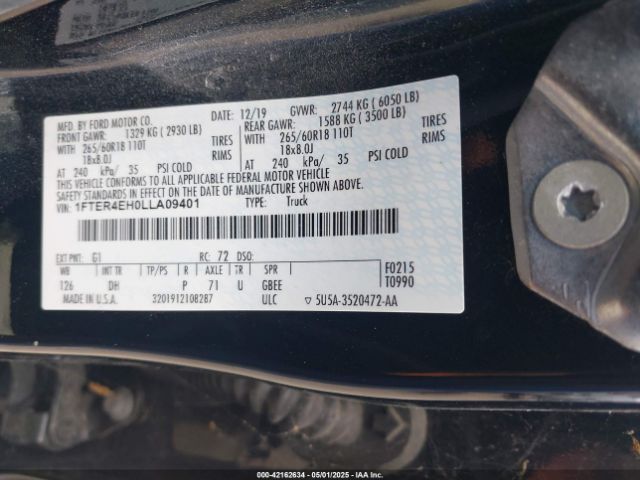 MFD. BY FORD MOTOR CO. 12/19 GVWR: 2744 KG ( 6050 LB)
FRONT GAWR: 1329 KG ( 2930 LB) REAR GAWR: 1588 KG ( 3500 LB)
WITH 265/60R18 110T TIRES WITH 265/60R18 110T TIRES
18x8.0J RIMS 18x8.0J RIMS
AT 240 kPa/ 35 PSI COLD AT 240 kPa/ 35 PSI COLD
THIS VEHICLE CONFORMS TO ALL APPLICABLE FEDERAL MOTOR VEHICLE
SAFETY STANDARDS IN EFFECT ON THE DATE OF MANUFACTURE SHOWN ABOVE.
VIN: 1FTER4EH0LLA09401 TYPE: Truck
EXT PNT: G1 RC: 72 DSO: F0215
WB INT TR TP/PS R AXLE TR SPR T0990
126 DH P 71 U GBEE
MADE IN U.S.A. 3201912108287 ULC ▽ 5U5A-3520472-AA
000-42162634 - 05/01/2025 - IAA Inc.